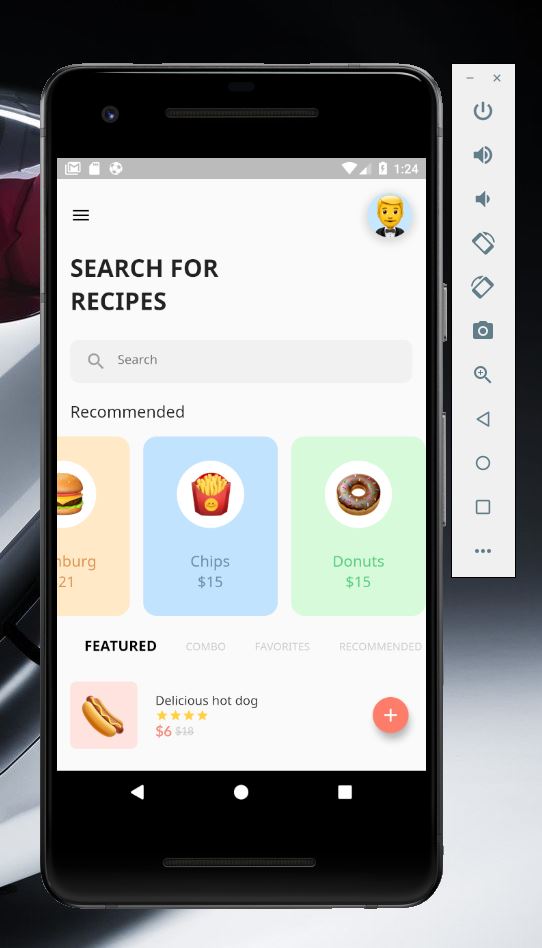 1:24
SEARCH FOR
RECIPES
Search
Recommended
nburg
Chips
Donuts
21
$15
$15
FEATURED
COMBO
FAVORITES
RECOMMENDED
Delicious hot dog
$6 $18